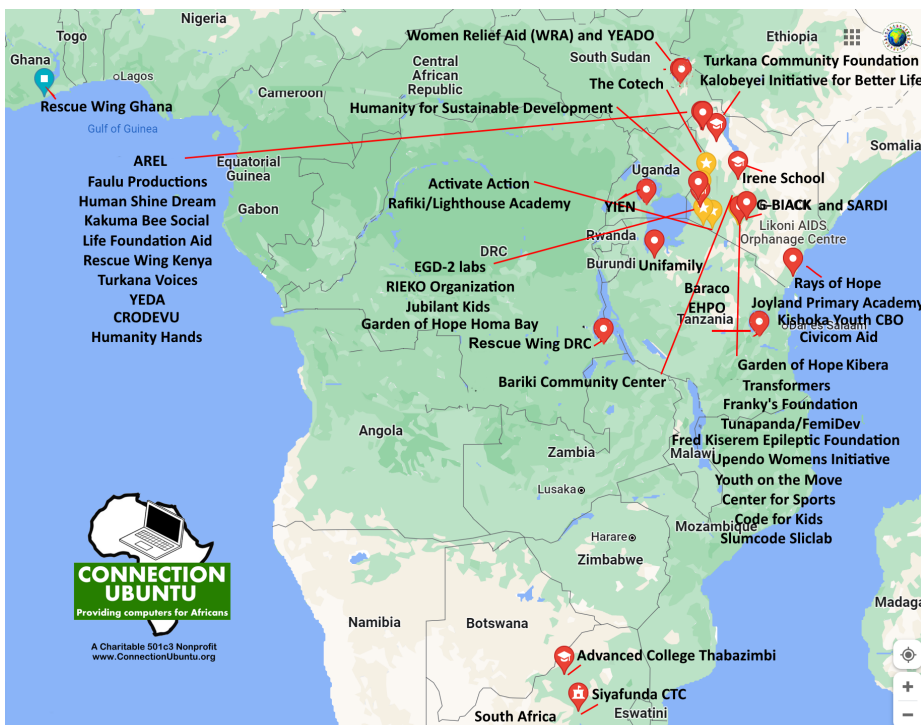 Nigeria
Togo
Ghana
Lagos
Rescue Wing Ghana
Gulf of Guinea
Cameroon
Central
African
Republic
Women Relief Aid (WRA) and YEADO
South Sudan
Ethiopia
The Cotech
Turkana Community Foundation
Kalobeyei Initiative for Better Life
Humanity for Sustainable Development
Somalia
AREL
Faulu Productions
Human Shine Dream
Kakuma Bee Social
Life Foundation Aid
Rescue Wing Kenya
Turkana Voices
YEDA
CRODEVU
Humanity Hands
Equatorial
Guinea
Gabon
Uganda
Irene School
Activate Action
Rafiki/Lighthouse Academy
YIEN
G-BIACK and SARDI
Likoni AIDS
Orphanage Centre
Rwanda
Burundi
DRC
Unifamily
EGD-2 labs
RIEKO Organization
Jubilant Kids
Garden of Hope Homa Bay
Rescue Wing DRC
Baraco
EHPO
Tanzania
Rays of Hope
Joyland Primary Academy
Kishoka Youth CBO
Dar es Salaam
Civicom Aid
Bariki Community Center
Garden of Hope Kibera
Transformers
Franky's Foundation
Tunapanda/FemiDev
Fred Kiserem Epileptic Foundation
Upendo Womens Initiative
Youth on the Move
Center for Sports
Code for Kids
Slumcode Sliclab
Angola
Zambia
Malawi
Lusaka
Mozambique
Harare
Zimbabwe
Namibia
Botswana
Madaga
CONNECTION
UBUNTU
Providing computers for Africans
A Charitable 501c3 Nonprofit
www.ConnectionUbuntu.org
Advanced College Thabazimbi
Siyafunda CTC
South Africa
Eswatini